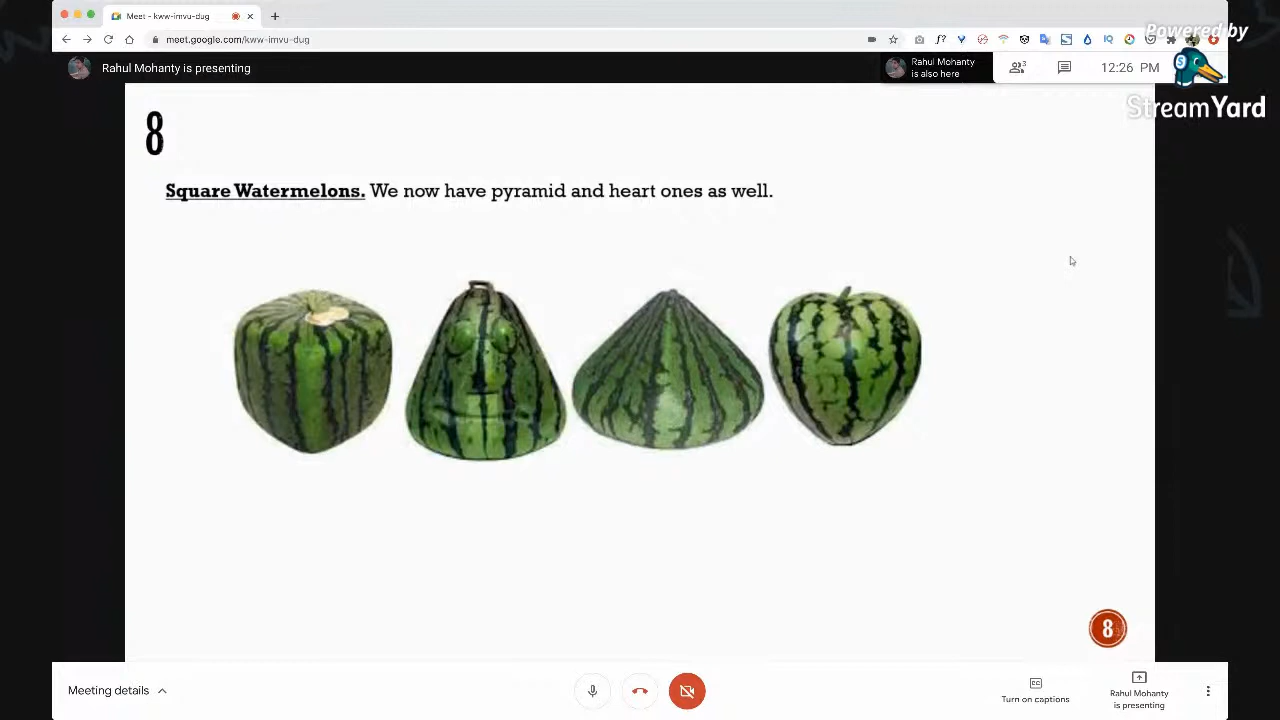 Meet - kww-imvu-dug
meet.google.com/kww-imvu-dug
Powered by
StreamYard
Rahul Mohanty is presenting
Rahul Mohanty
is also here
3
12:26 PM
8
Square Watermelons. We now have pyramid and heart ones as well.
8
Meeting details
Turn on captions
Rahul Mohanty
is presenting